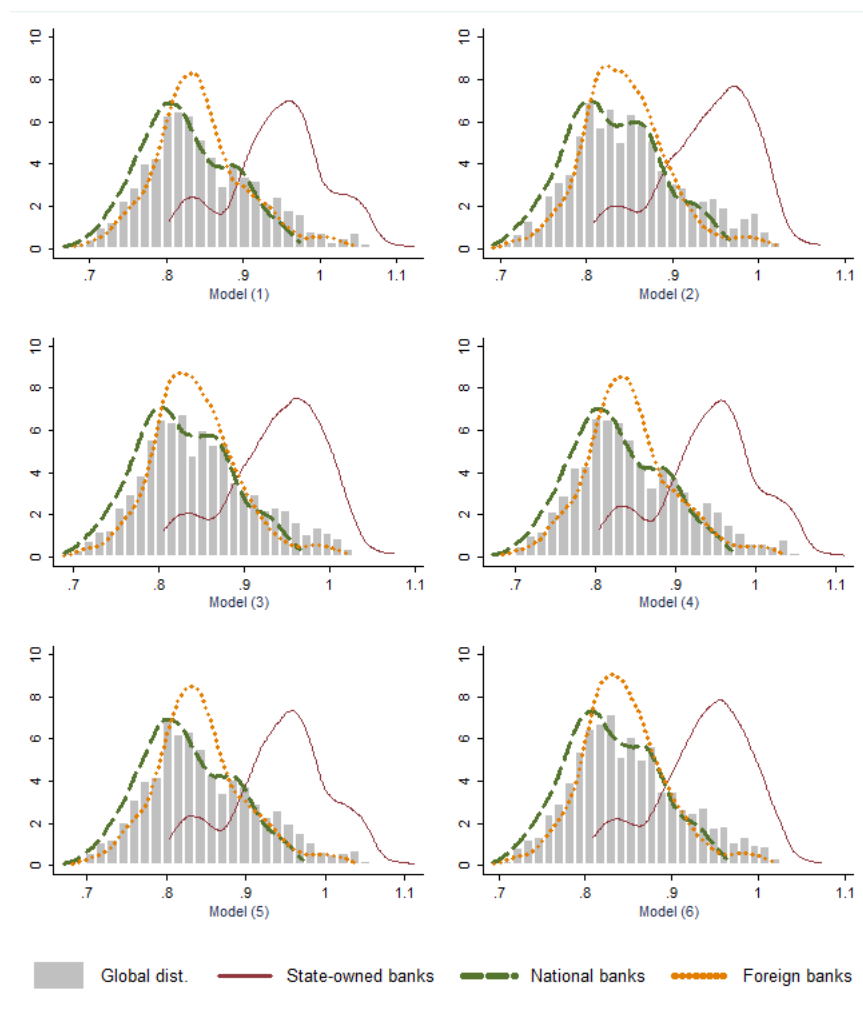 10
8
6
4
2
0
.7 .8 .9 1 1.1
Model (1)
10
8
6
4
2
0
.7 .8 .9 1 1.1
Model (2)
10
8
6
4
2
0
.7 .8 .9 1 1.1
Model (3)
10
8
6
4
2
0
.7 .8 .9 1 1.1
Model (4)
10
8
6
4
2
0
.7 .8 .9 1 1.1
Model (5)
10
8
6
4
2
0
.7 .8 .9 1 1.1
Model (6)
Global dist. State-owned banks National banks Foreign banks